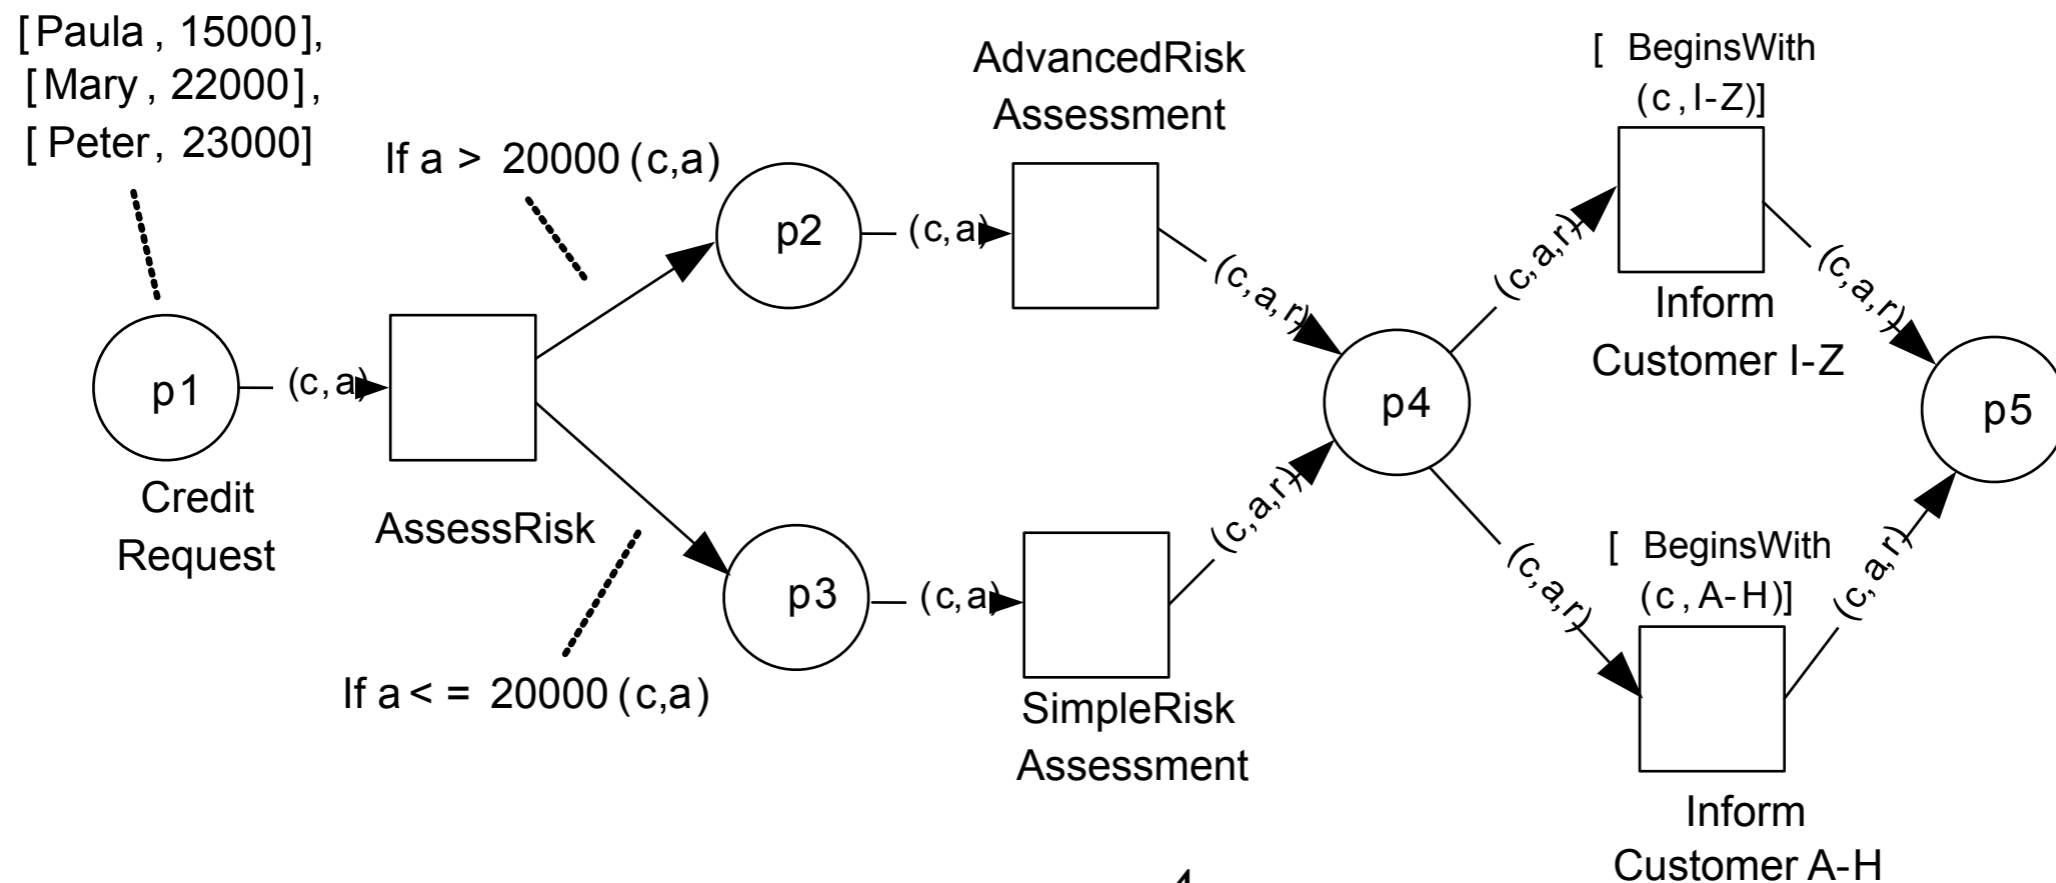 [Paula , 15000],
[Mary , 22000],
[ Peter, 23000]
If a > 20000 (c,a)
p1
Credit
Request
(c,a)
AssessRisk
If a < = 20000 (c,a)
p2
(c,a)
AdvancedRisk
Assessment
(c,a,r)
p3
(c,a)
SimpleRisk
Assessment
(c,a,r)
p4
(c,a,r)
[ BeginsWith
(c , I-Z)]
Inform
Customer I-Z
(c,a,r)
(c,a,r)
[ BeginsWith
(c , A-H)]
Inform
Customer A-H
(c,a,r)
p5